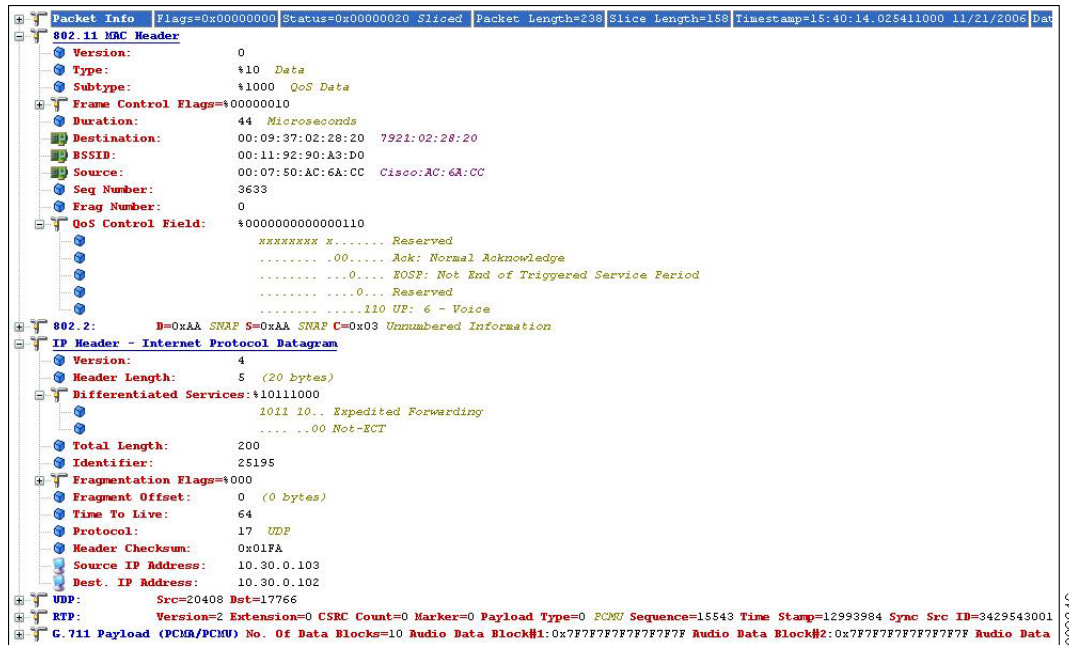 Packet Info Flags=0x00000000 Status=0x00000020 Sliced Packet Length=238 Slice Length=158 Timestamp=15:40:14.025411000 11/21/2006 Dat
802.11 MAC Header
Version: 0
Type: %10 Data
Subtype: %1000 QoS Data
Frame Control Flags=%00000010
Duration: 44 Microseconds
Destination: 00:09:37:02:28:20 7921:02:28:20
BSSID: 00:11:92:90:A3:D0
Source: 00:07:50:AC:6A:CC Cisco:AC:6A:CC
Seq Number: 3633
Frag Number: 0
QoS Control Field: %0000000000000110
xxxxxxxx x....... Reserved
........ .00..... Ack: Normal Acknowledge
........ ...0.... EOSP: Not End of Triggered Service Period
........ ....0... Reserved
........ .....110 UP: 6 - Voice
802.2: D=0xAA SNAP S=0xAA SNAP C=0x03 Unnumbered Information
IP Header - Internet Protocol Datagram
Version: 4
Header Length: 5 (20 bytes)
Differentiated Services:%10111000
1011 10.. Expedited Forwarding
.... ..00 Not-ECT
Total Length: 200
Identifier: 25195
Fragmentation Flags=%000
Fragment Offset: 0 (0 bytes)
Time To Live: 64
Protocol: 17 UDP
Header Checksum: 0x01FA
Source IP Address: 10.30.0.103
Dest. IP Address: 10.30.0.102
UDP: Src=20408 Dst=17766
RTP: Version=2 Extension=0 CSRC Count=0 Marker=0 Payload Type=0 PCMU Sequence=15543 Time Stamp=12993984 Sync Src ID=3429543001
G.711 Payload (PCMA/PCMU) No. Of Data Blocks=10 Audio Data Block#1:0x7F7F7F7F7F7F7F7F Audio Data Block#2:0x7F7F7F7F7F7F7F7F Audio Data